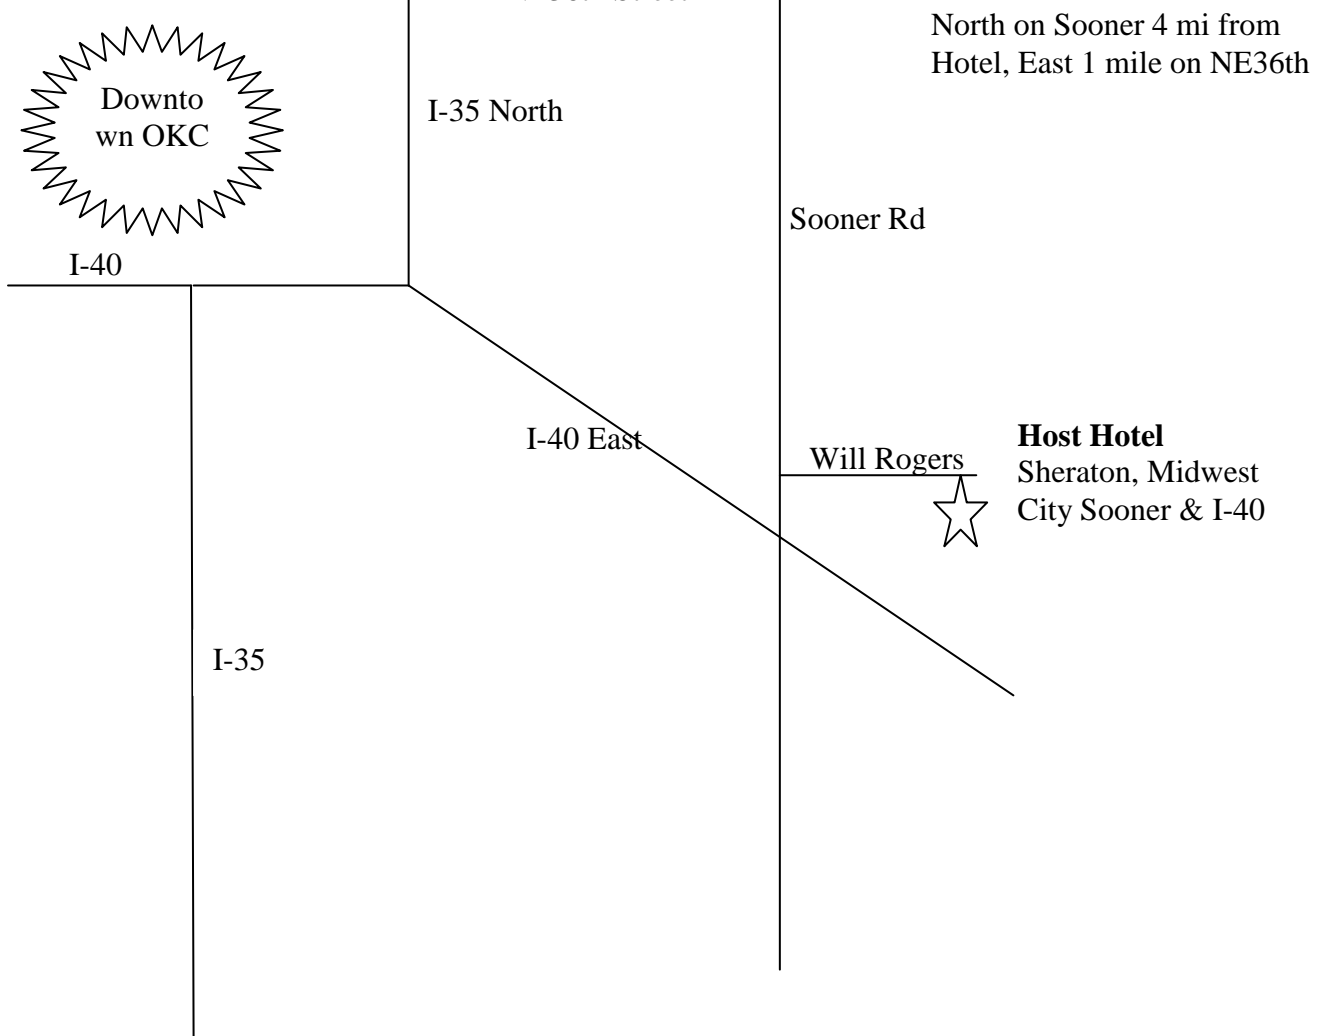 North on Sooner 4 mi from
Hotel, East 1 mile on NE36th
Downto
wn OKC
I-35 North
Sooner Rd
I-40
I-40 East
Will Rogers
Host Hotel
Sheraton, Midwest
City Sooner & I-40
I-35